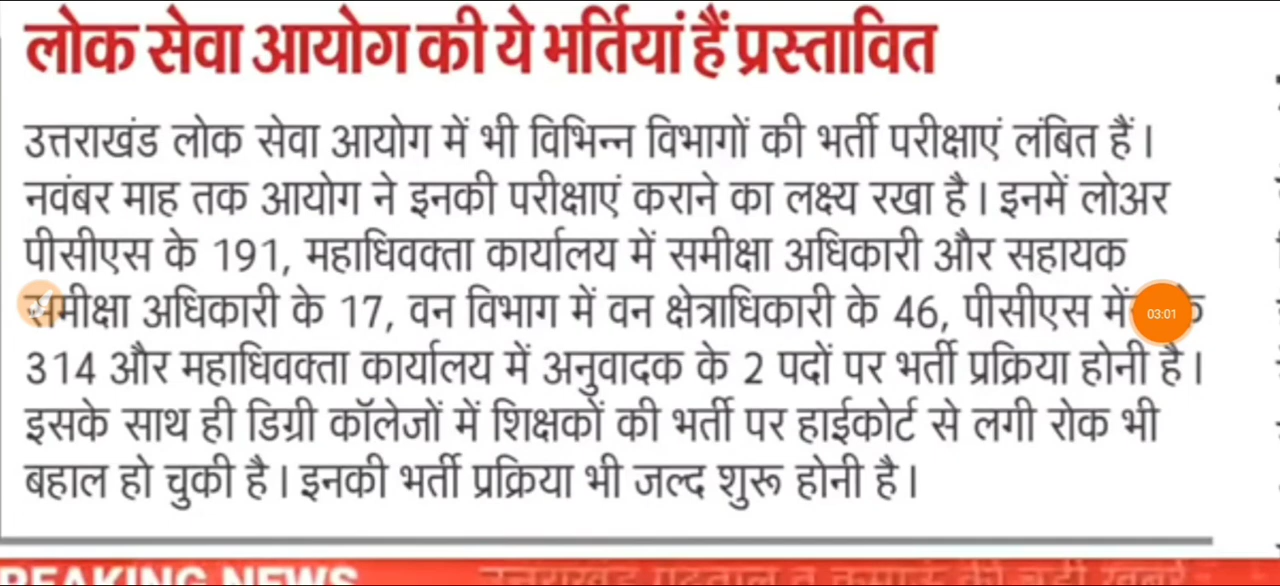 लोक सेवा आयोग की ये भर्तियां हैं प्रस्तावित
उत्तराखंड लोक सेवा आयोग में भी विभिन्न विभागों की भर्ती परीक्षाएं लंबित हैं।
नवंबर माह तक आयोग ने इनकी परीक्षाएं कराने का लक्ष्य रखा है। इनमें लोअर
पीसीएस के 191, महाधिवक्ता कार्यालय में समीक्षा अधिकारी और सहायक
समीक्षा अधिकारी के 17, वन विभाग में वन क्षेत्राधिकारी के 46, पीसीएस में
03:01
314 और महाधिवक्ता कार्यालय में अनुवादक के 2 पदों पर भर्ती प्रक्रिया होनी है।
इसके साथ ही डिग्री कॉलेजों में शिक्षकों की भर्ती पर हाईकोर्ट से लगी रोक भी
बहाल हो चुकी है। इनकी भर्ती प्रक्रिया भी जल्द शुरू होनी है।
BREAKING NEWS